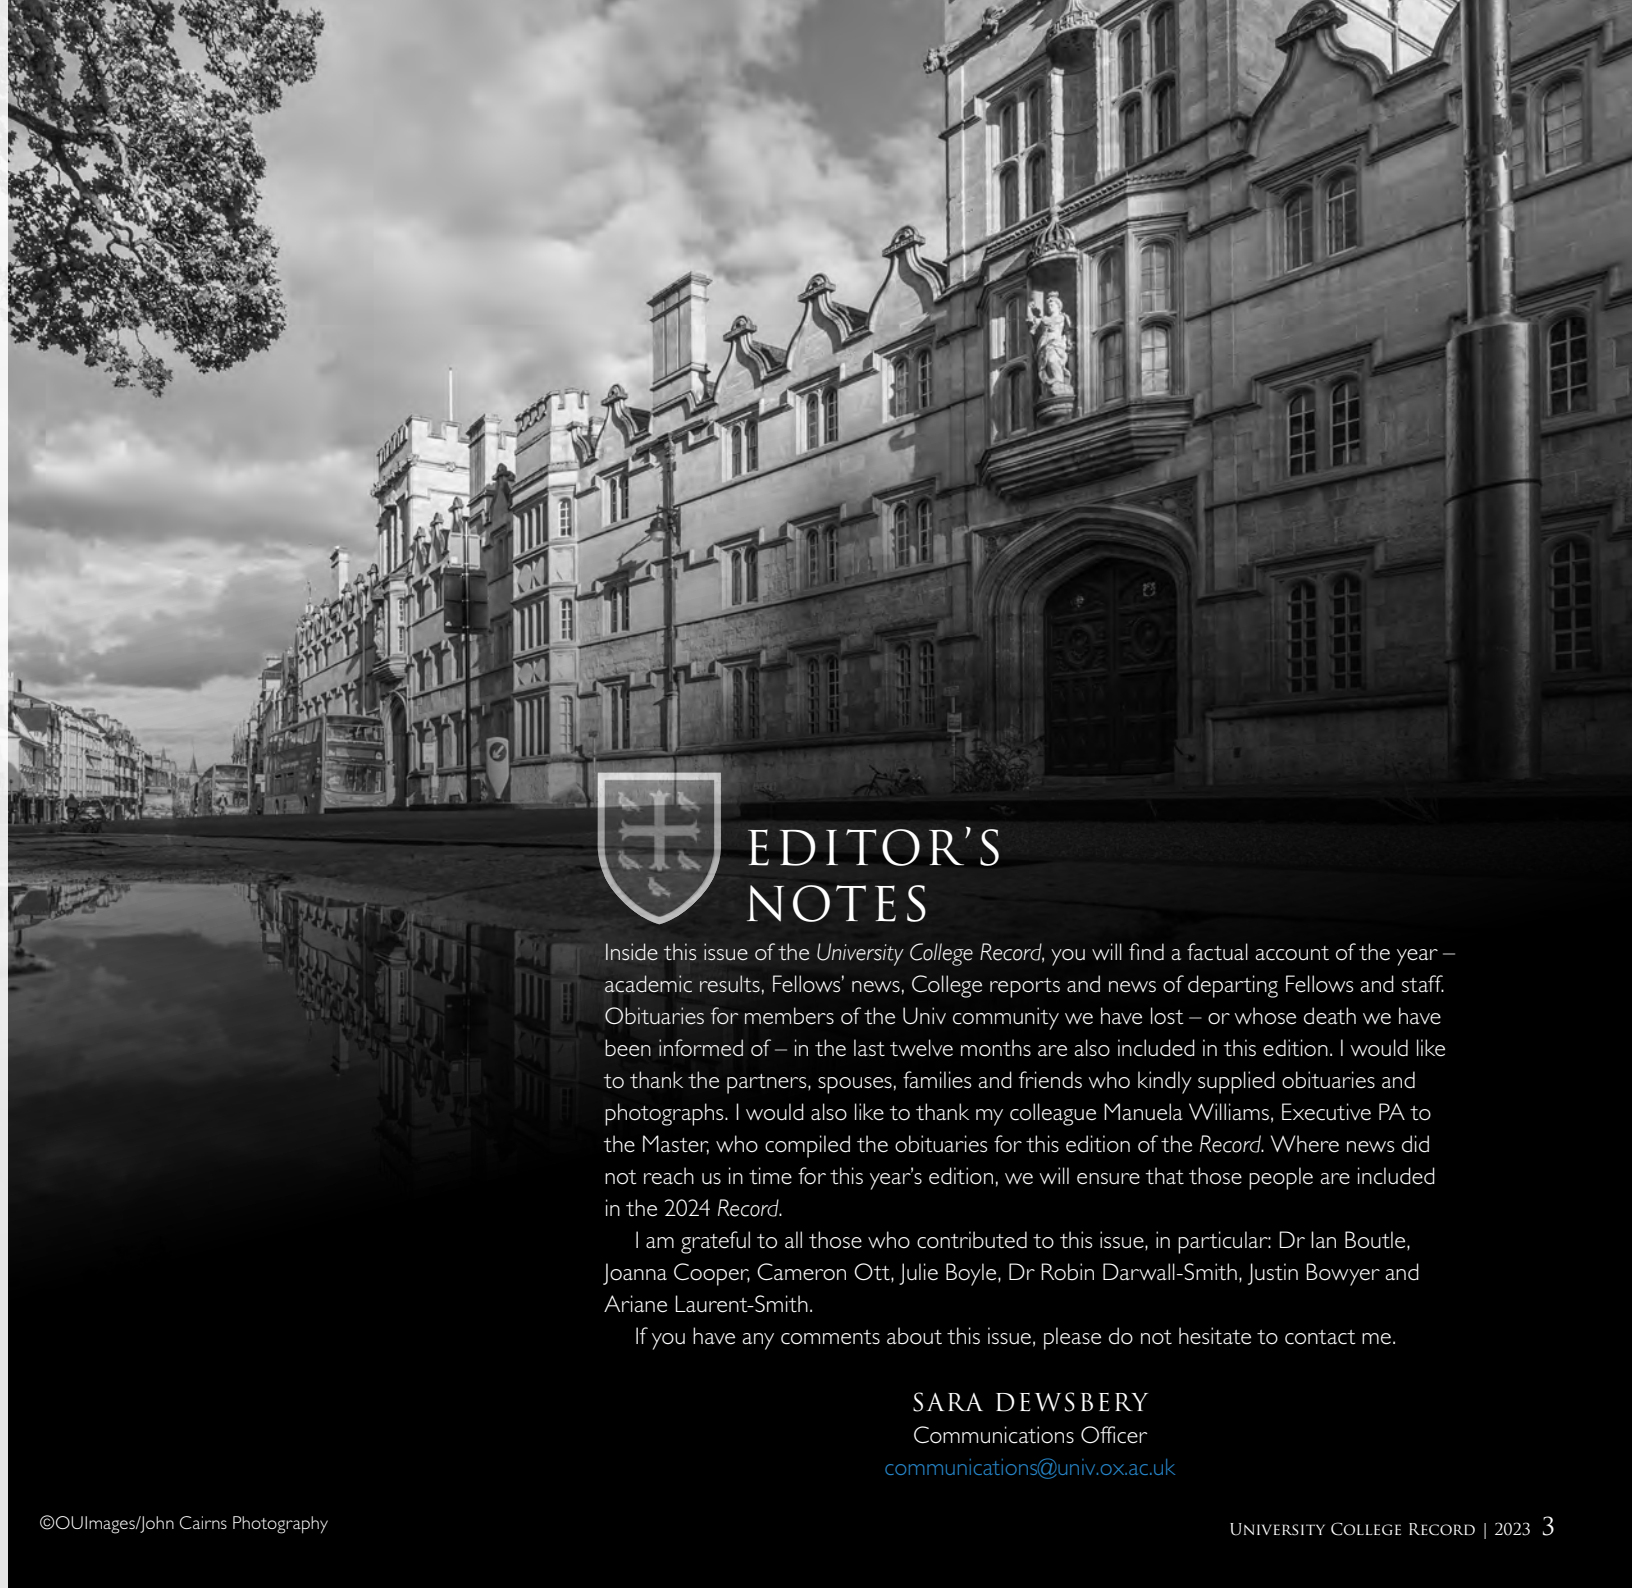 EDITOR'S
NOTES
Inside this issue of the University College Record, you will find a factual account of the year –
academic results, Fellows' news, College reports and news of departing Fellows and staff.
Obituaries for members of the Univ community we have lost – or whose death we have
been informed of – in the last twelve months are also included in this edition. I would like
to thank the partners, spouses, families and friends who kindly supplied obituaries and
photographs. I would also like to thank my colleague Manuela Williams, Executive PA to
the Master, who compiled the obituaries for this edition of the Record. Where news did
not reach us in time for this year's edition, we will ensure that those people are included
in the 2024 Record.
I am grateful to all those who contributed to this issue, in particular: Dr Ian Boutle,
Joanna Cooper, Cameron Ott, Julie Boyle, Dr Robin Darwall-Smith, Justin Bowyer and
Ariane Laurent-Smith.
If you have any comments about this issue, please do not hesitate to contact me.
SARA DEWSBERY
Communications Officer
communications@univ.ox.ac.uk
©OUImages/John Cairns Photography
University College Record | 2023 3